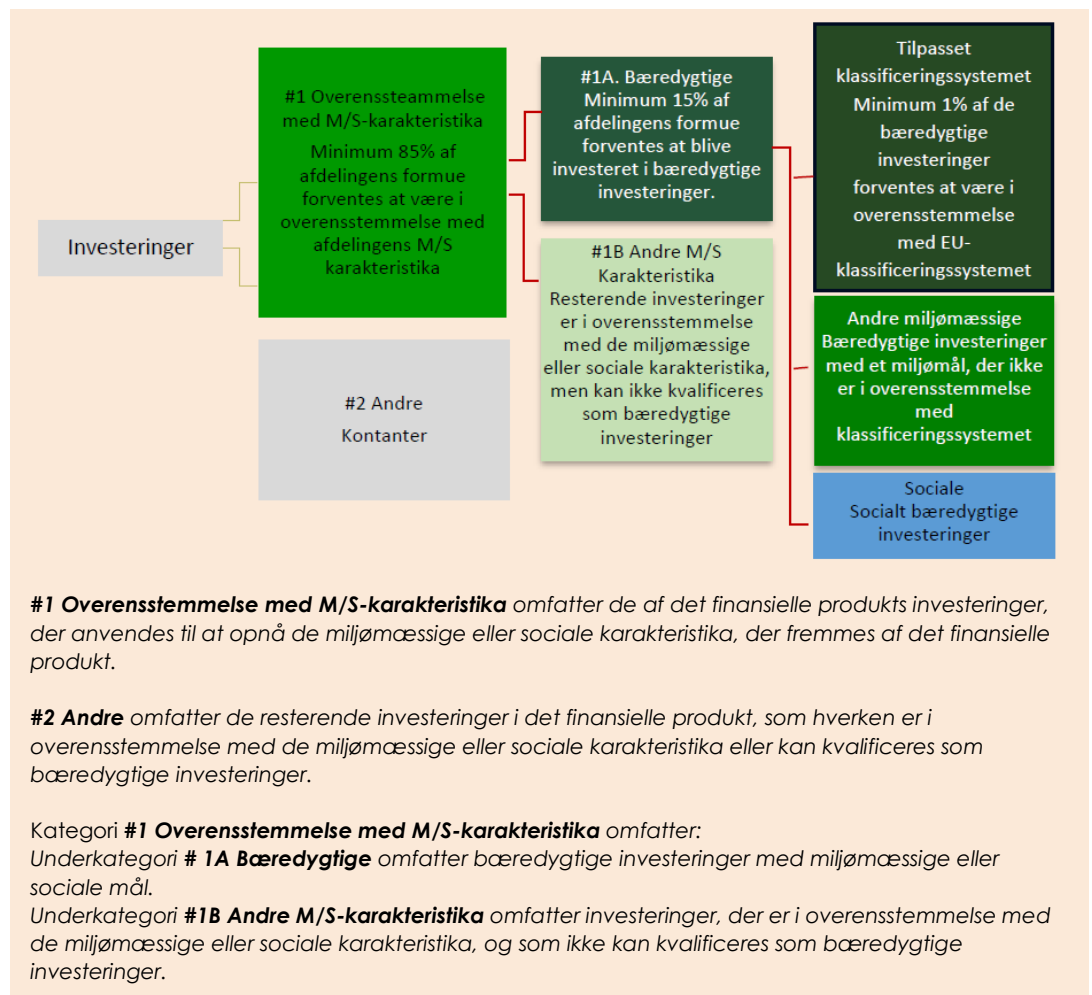 Investeringer
#1 Overenssteammelse
med M/S-karakteristika
Minimum 85% af
afdelingens formue
forventes at være i
overensstemmelse med
afdelingens M/S
karakteristika
#2 Andre
Kontanter
#1A. Bæredygtige
Minimum 15% af
afdelingens formue
forventes at blive
investeret i bæredygtige
investeringer.
#1B Andre M/S
Karakteristika
Resterende investeringer
er i overensstemmelse
med de miljømæssige
eller sociale karakteristika,
men kan ikke kvalificeres
som bæredygtige
investeringer
Tilpasset
klassificeringssystemet
Minimum 1% af de
bæredygtige
investeringer
forventes at være i
overensstemmelse
med EU-
klassificeringssystemet
Andre miljømæssige
Bæredygtige investeringer
med et miljømål, der ikke
er i overensstemmelse
med
klassificeringssystemet
Sociale
Socialt bæredygtige
investeringer
#1 Overensstemmelse med M/S-karakteristika omfatter de af det finansielle produkts investeringer,
der anvendes til at opnå de miljømæssige eller sociale karakteristika, der fremmes af det finansielle
produkt.
#2 Andre omfatter de resterende investeringer i det finansielle produkt, som hverken er i
overensstemmelse med de miljømæssige eller sociale karakteristika eller kan kvalificeres som
bæredygtige investeringer.
Kategori #1 Overensstemmelse med M/S-karakteristika omfatter:
Underkategori # 1A Bæredygtige omfatter bæredygtige investeringer med miljømæssige eller
sociale mål.
Underkategori #1B Andre M/S-karakteristika omfatter investeringer, der er i overensstemmelse med
de miljømæssige eller sociale karakteristika, og som ikke kan kvalificeres som bæredygtige
investeringer.